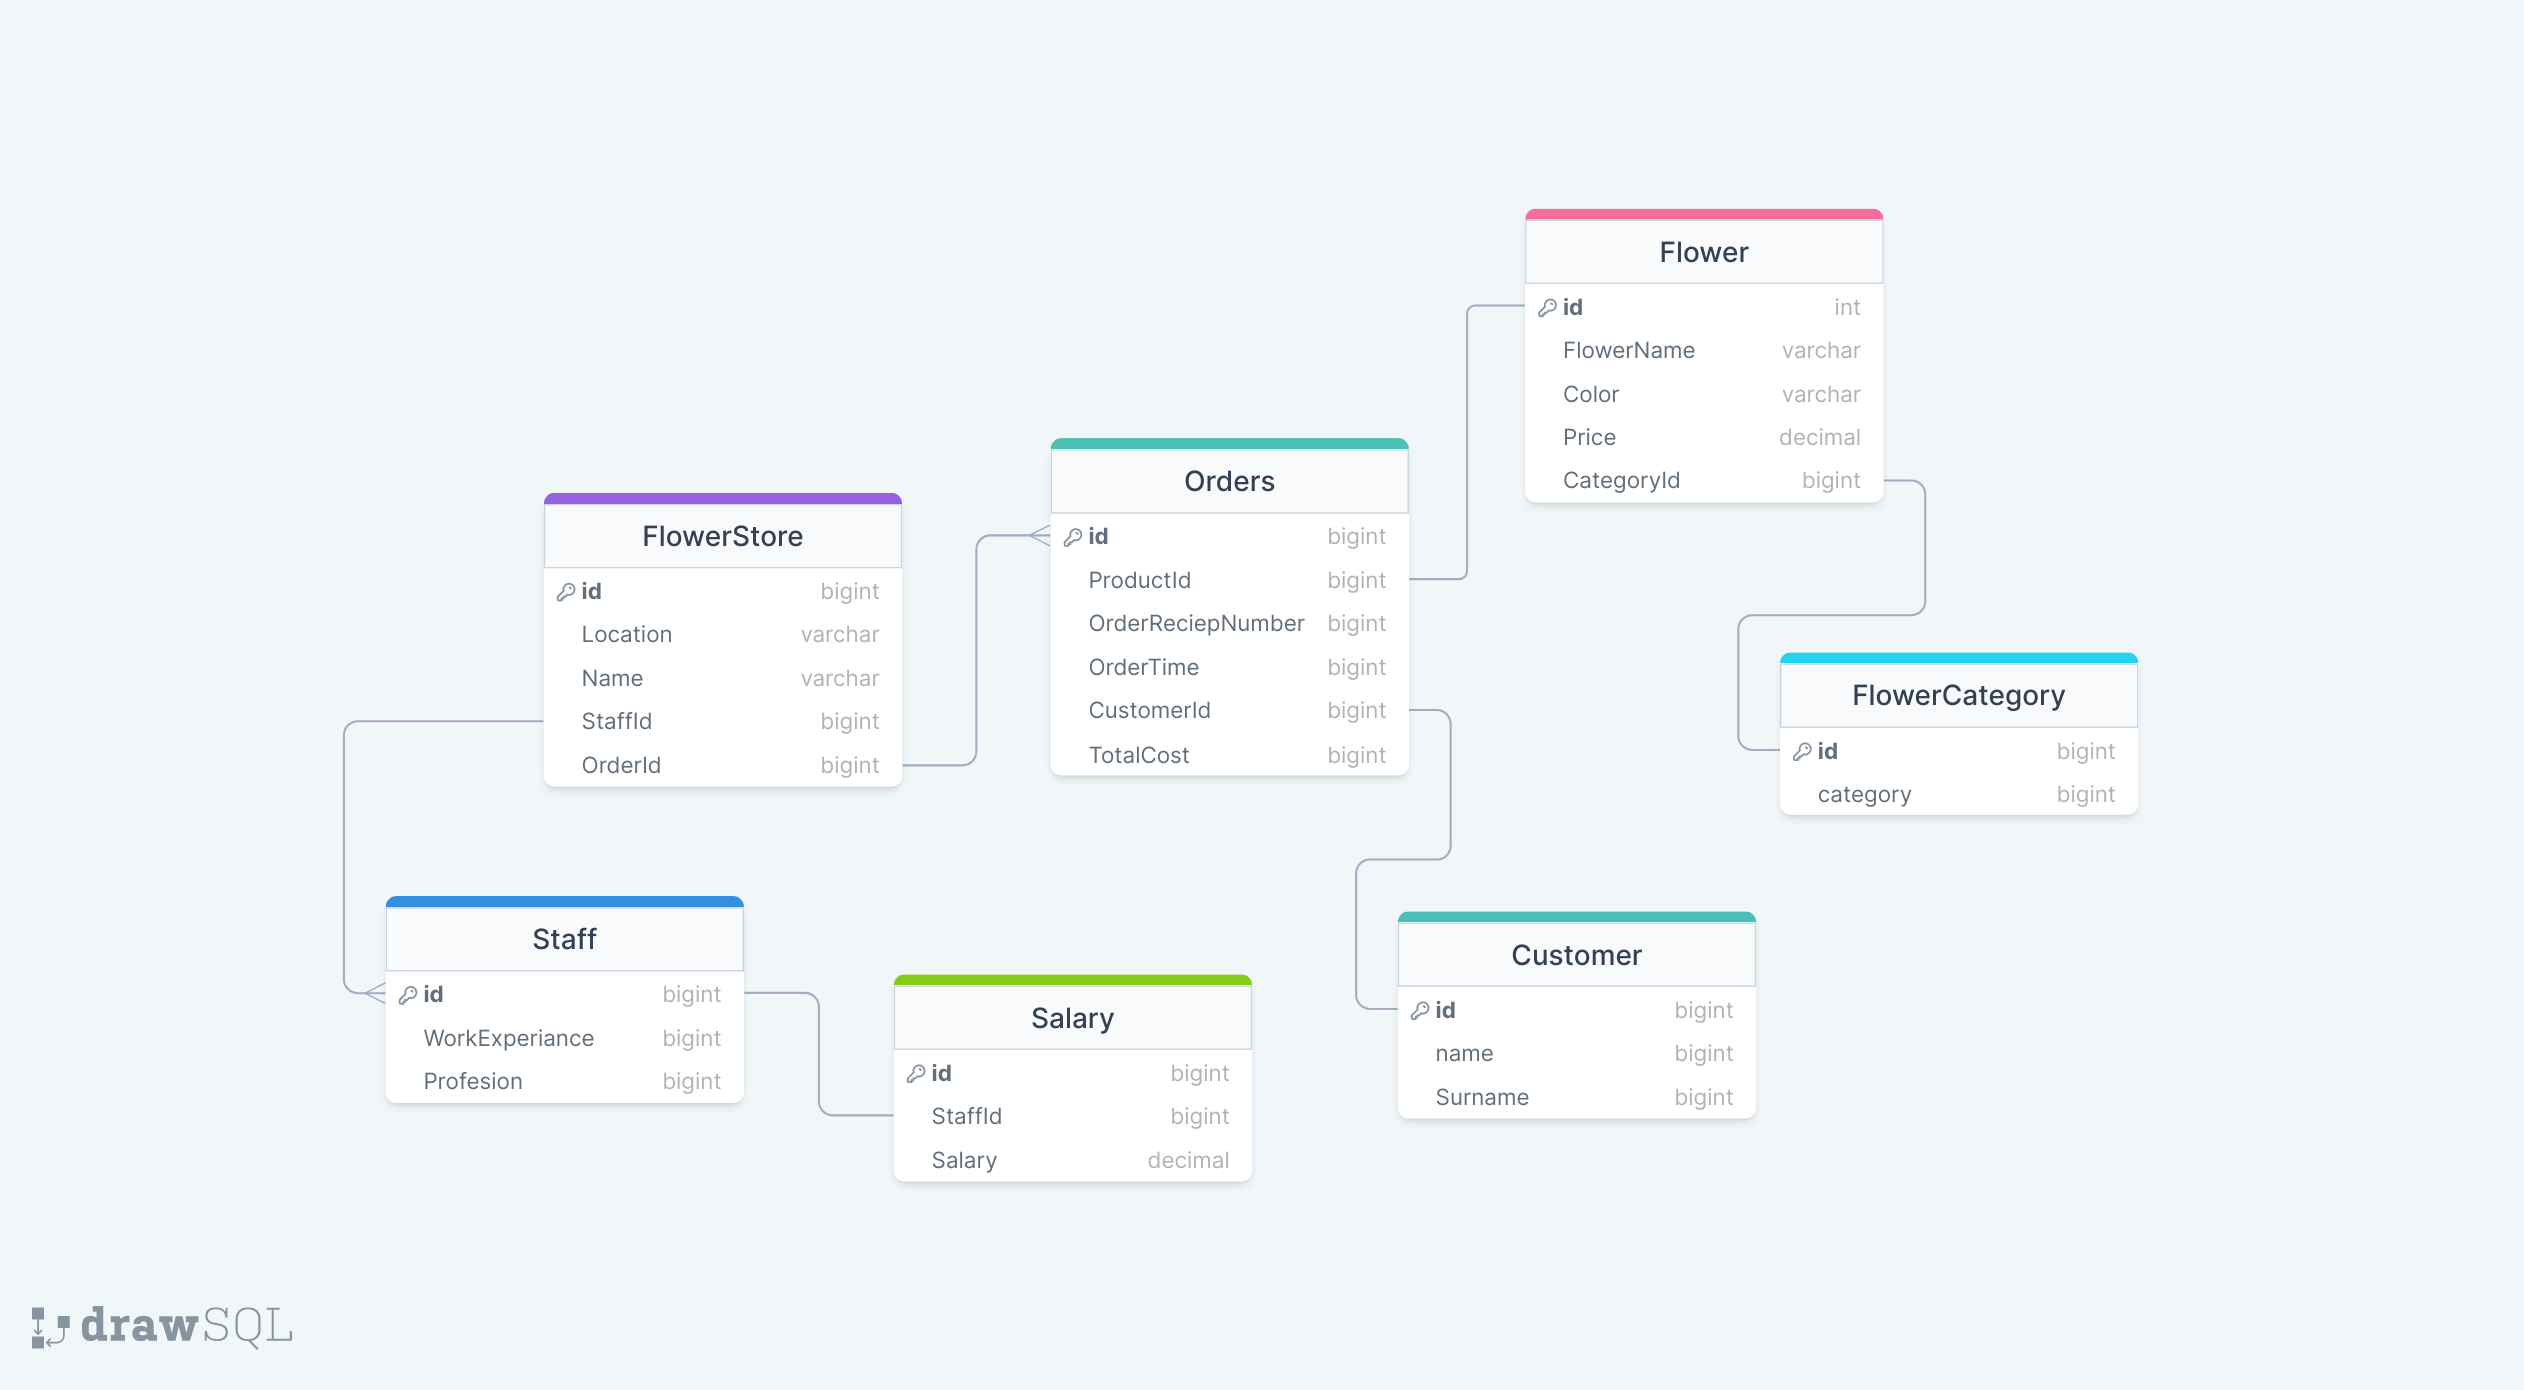 Flower
id int
FlowerName varchar
Color varchar
Price decimal
CategoryId bigint
Orders
id bigint
ProductId bigint
OrderReciepNumber bigint
OrderTime bigint
CustomerId bigint
TotalCost bigint
FlowerStore
id bigint
Location varchar
Name varchar
StaffId bigint
OrderId bigint
FlowerCategory
id bigint
category bigint
Staff
id bigint
WorkExperiance bigint
Profesion bigint
Salary
id bigint
StaffId bigint
Salary decimal
Customer
id bigint
name bigint
Surname bigint
drawSQL